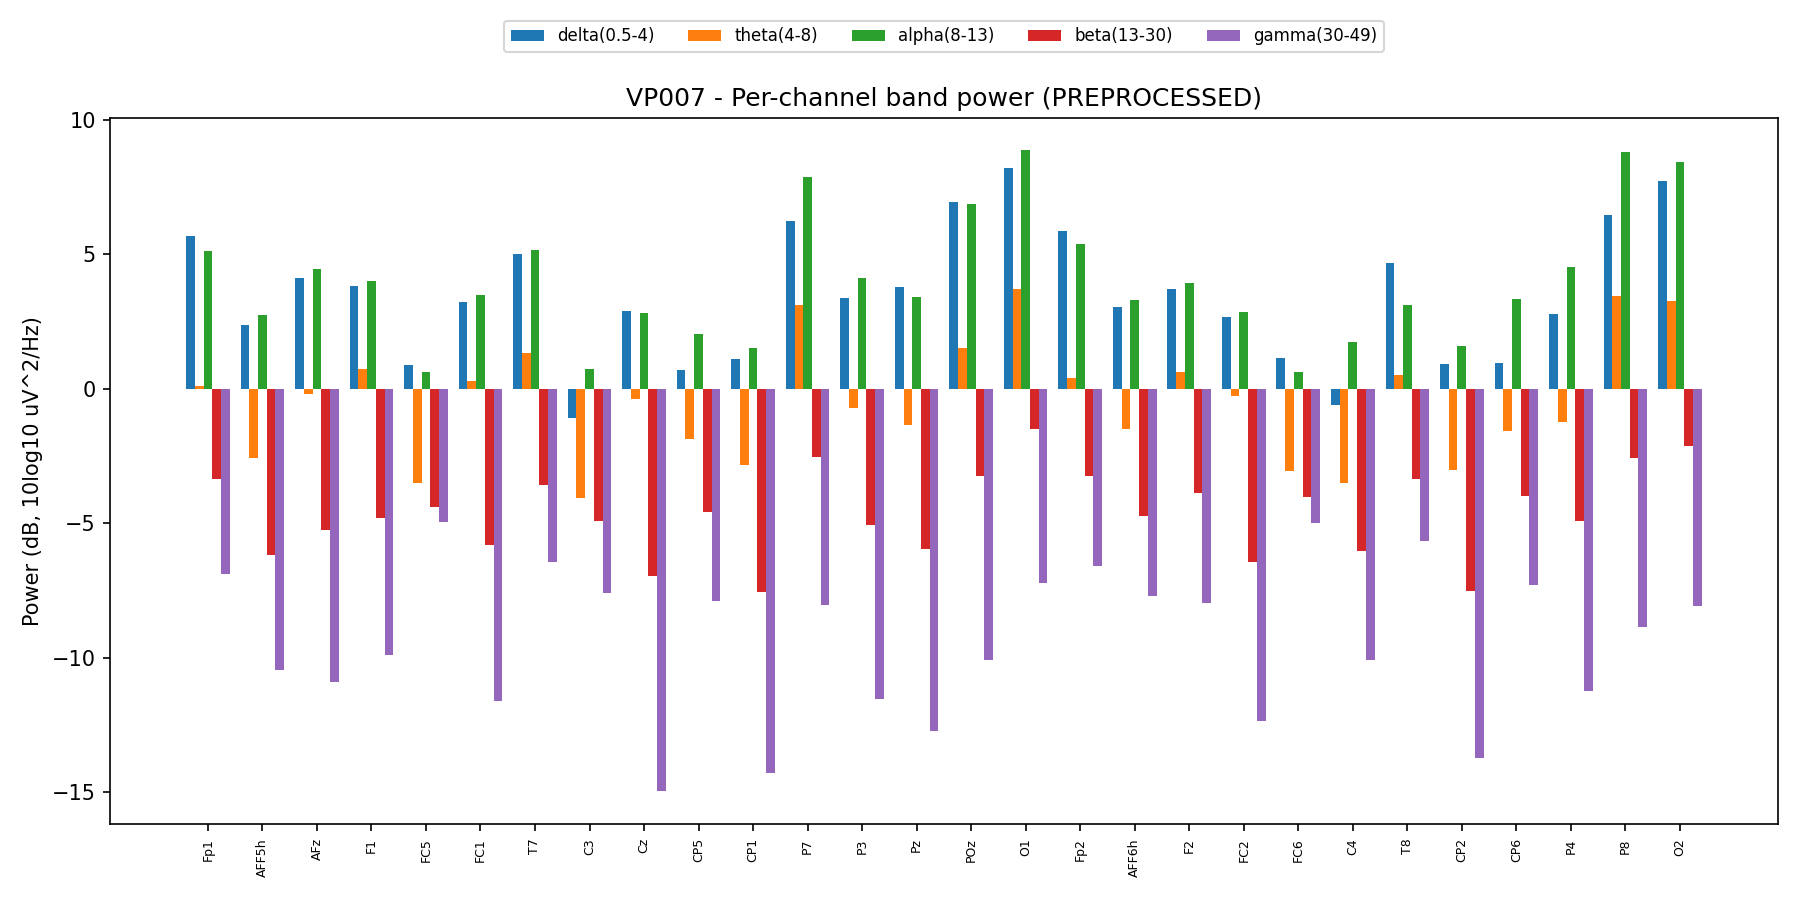 delta(0.5-4) theta(4-8) alpha(8-13) beta(13-30) gamma(30-49)
VP007 - Per-channel band power (PREPROCESSED)
Power (dB, 10log10 uV^2/Hz)
10
5
0
−5
−10
−15
Fp1 AFF5h AFz F1 FC5 FC1 T7 C3 Cz CP5 CP1 P7 P3 Pz POz O1 Fp2 AFF6h F2 FC2 FC6 C4 T8 CP2 CP6 P4 P8 O2